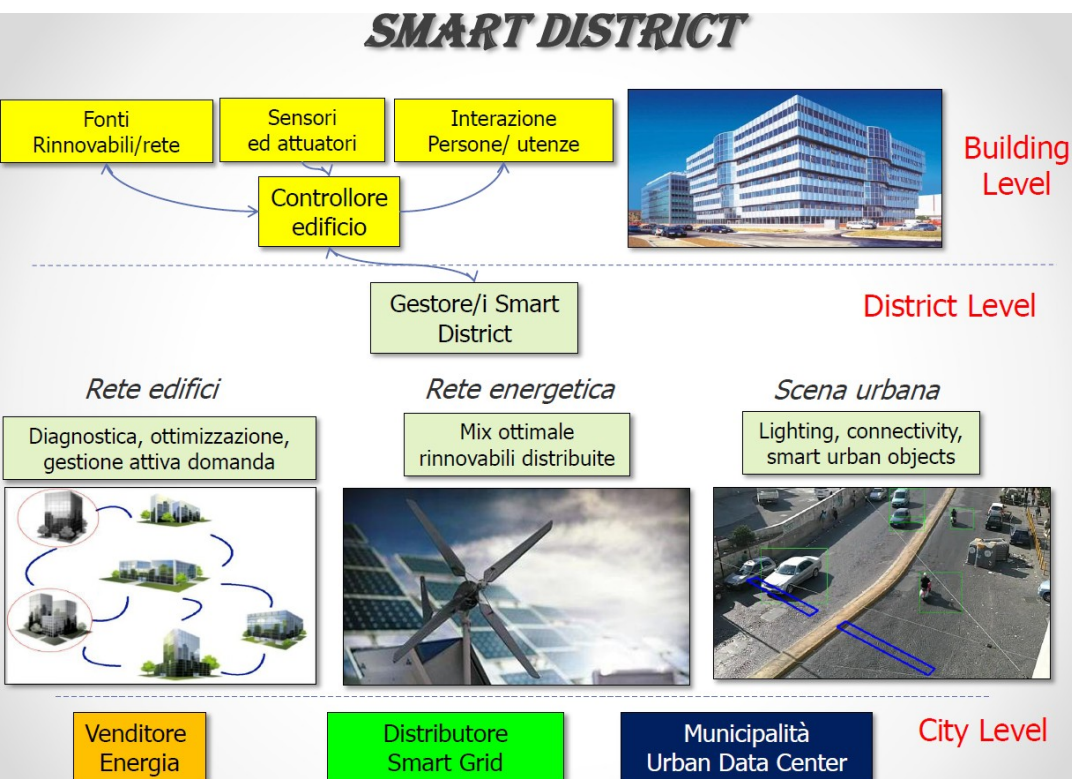 SMART DISTRICT
Fonti
Rinnovabili/rete
Sensori
ed attuatori
Interazione
Persone/ utenze
Building
Level
Controllore
edificio
Gestore/i Smart
District
District Level
Rete edifici
Rete energetica
Scena urbana
Diagnostica, ottimizzazione,
gestione attiva domanda
Mix ottimale
rinnovabili distribuite
Lighting, connectivity,
smart urban objects
Venditore
Energia
Distributore
Smart Grid
Municipalità
Urban Data Center
City Level